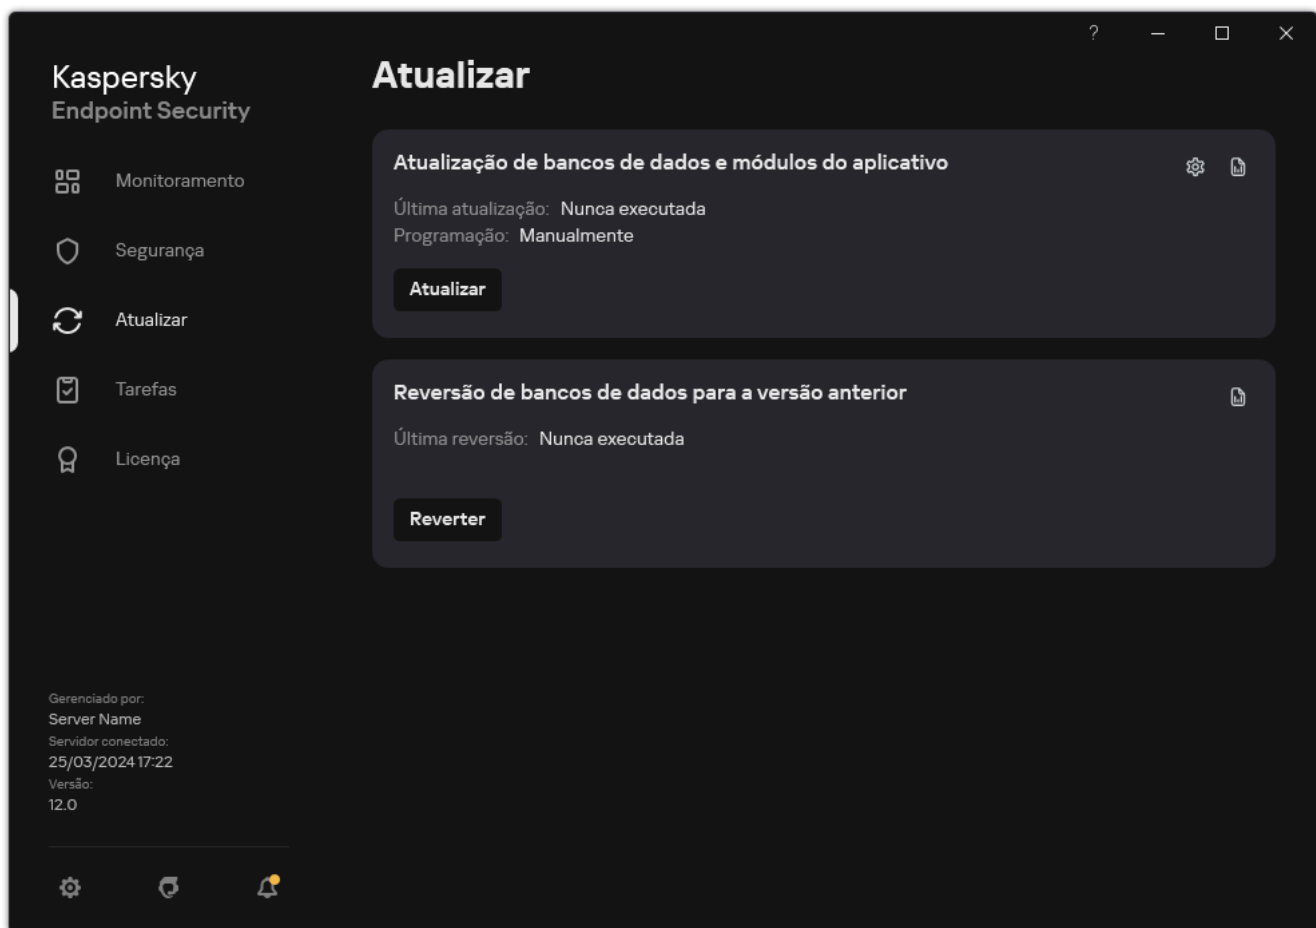 ?
Kaspersky
Endpoint Security
Monitoramento
Segurança
Atualizar
Tarefas
Licença
Gerenciado por:
Server Name
Servidor conectado:
25/03/2024 17:22
Versão:
12.0
Atualizar
Atualização de bancos de dados e módulos do aplicativo
Última atualização: Nunca executada
Programação: Manualmente
Atualizar
Reversão de bancos de dados para a versão anterior
Última reversão: Nunca executada
Reverter